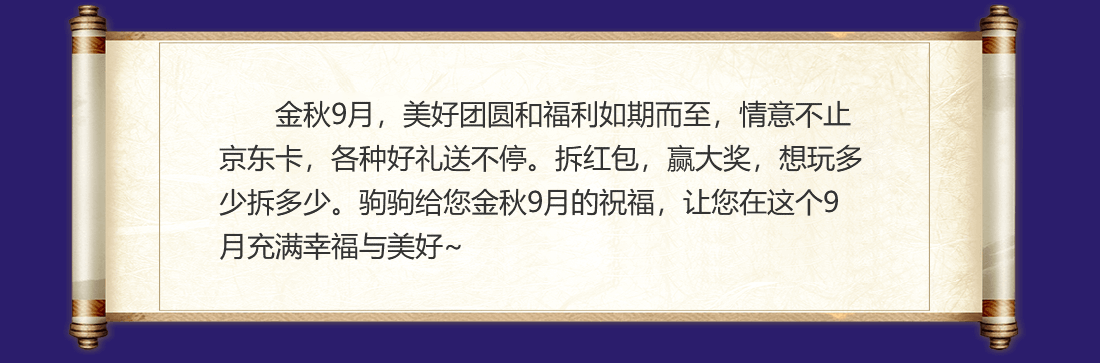 金秋9月，美好团圆和福利如期而至，情意不止
京东卡，各种好礼送不停。拆红包，赢大奖，想玩多
少拆多少。驹驹给您金秋9月的祝福，让您在这个9
月充满幸福与美好~